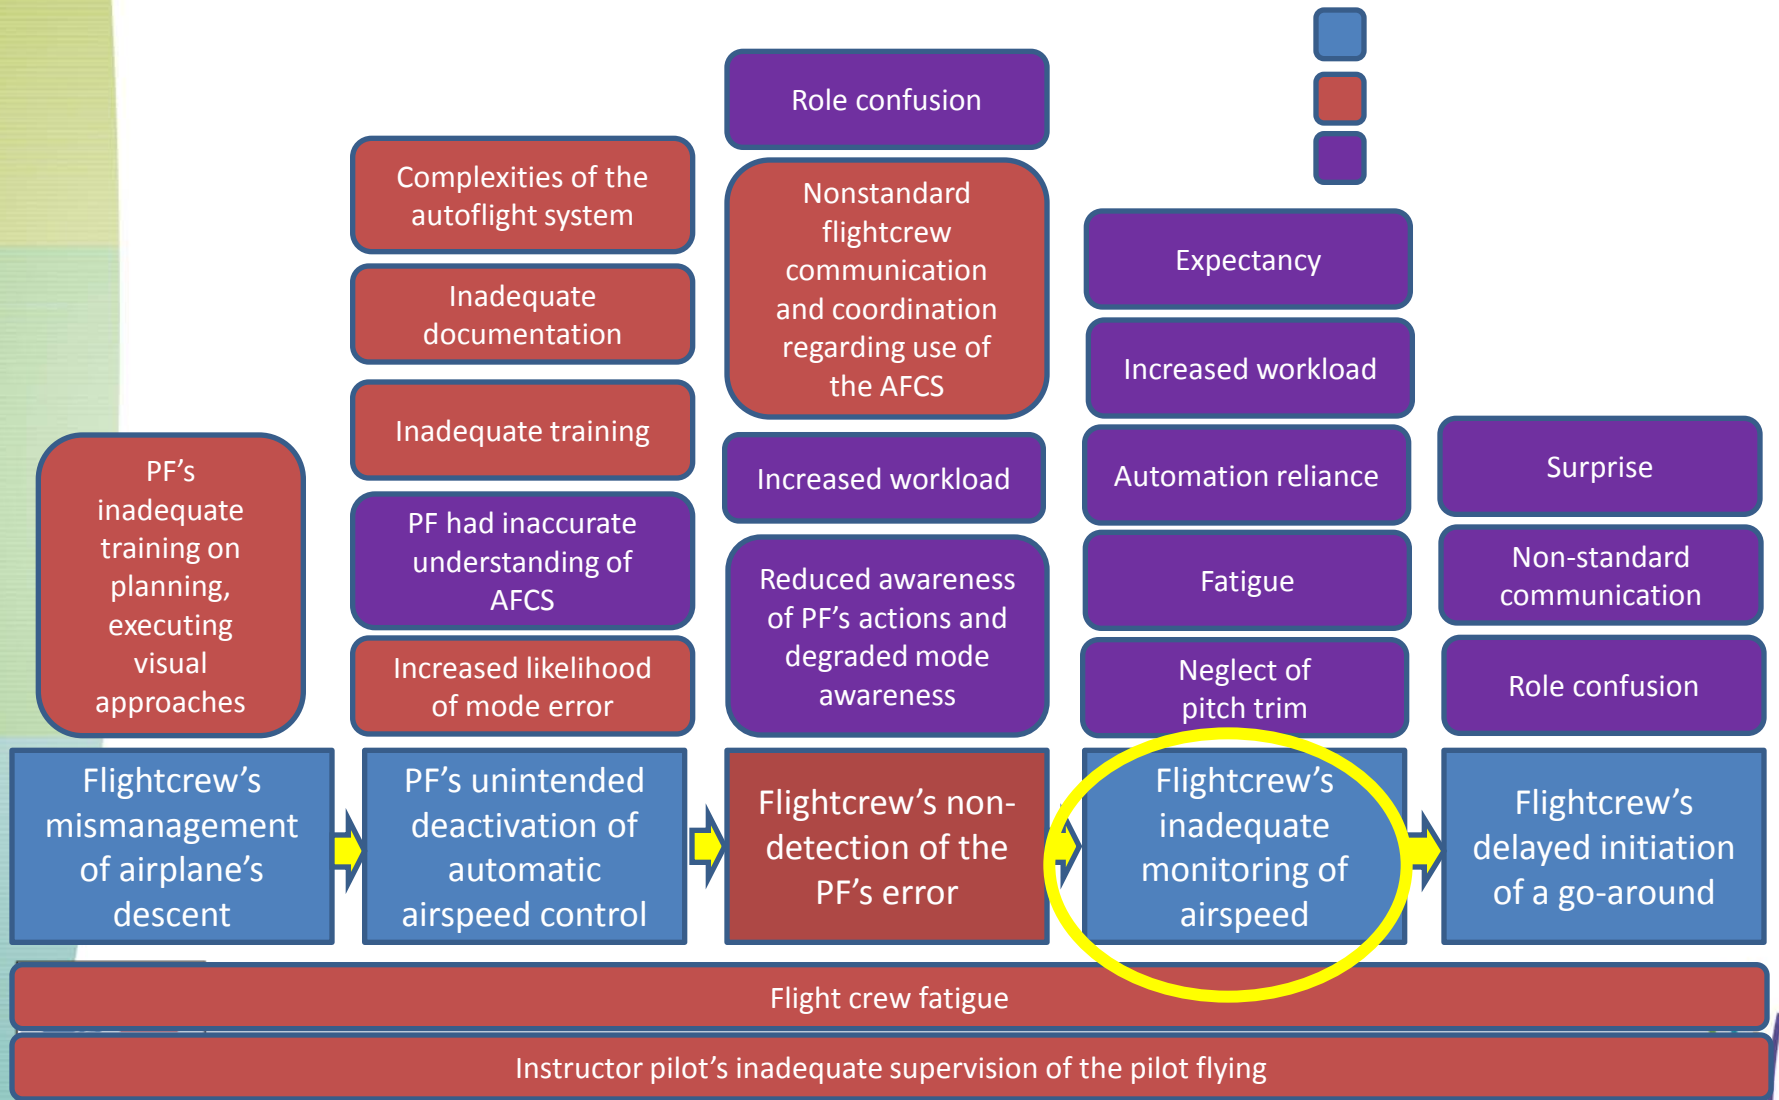 PF's
inadequate
training on
planning,
executing
visual
approaches
Flightcrew's
mismanagement
of airplane's
descent
Complexities of the
autoflight system
Inadequate
documentation
Inadequate training
PF had inaccurate
understanding of
AFCS
Increased likelihood
of mode error
PF's unintended
deactivation of
automatic
airspeed control
Role confusion
Nonstandard
flightcrew
communication
and coordination
regarding use of
the AFCS
Increased workload
Reduced awareness
of PF's actions and
degraded mode
awareness
Flightcrew's non-
detection of the
PF's error
Expectancy
Increased workload
Automation reliance
Fatigue
Neglect of
pitch trim
Flightcrew's
inadequate
monitoring of
airspeed
Surprise
Non-standard
communication
Role confusion
Flightcrew's
delayed initiation
of a go-around
Flight crew fatigue
Instructor pilot's inadequate supervision of the pilot flying